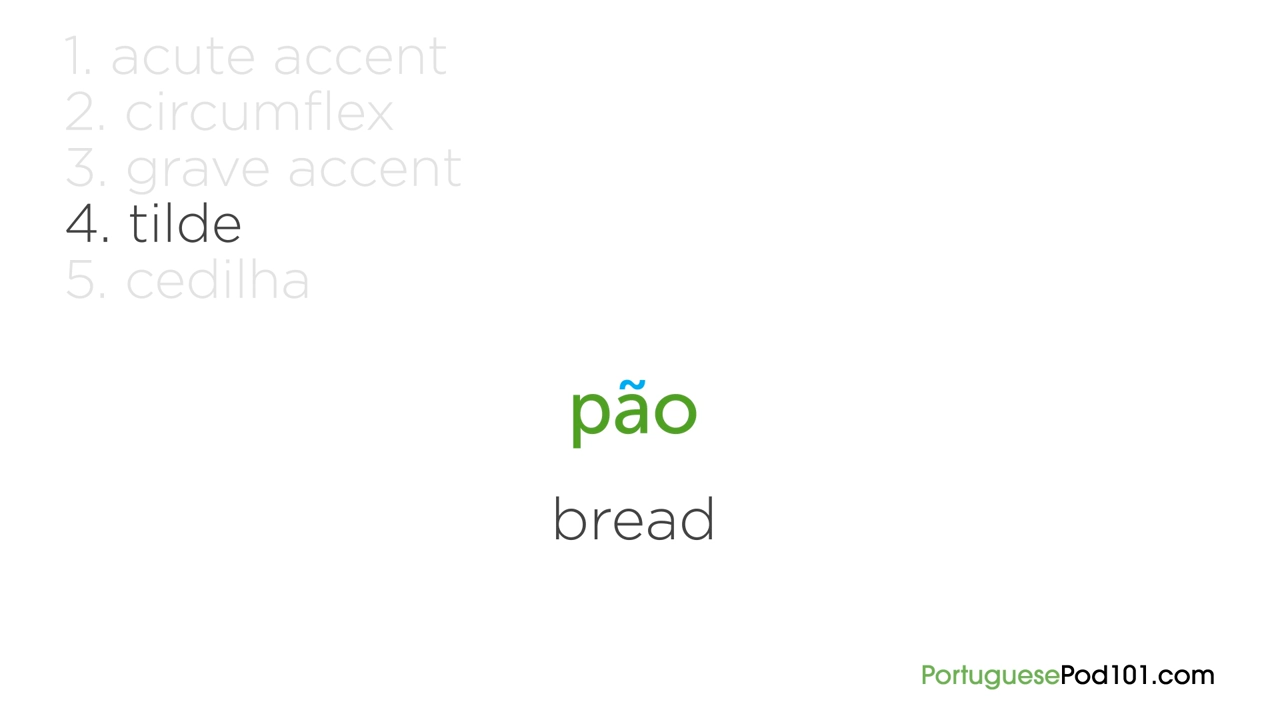 1. acute accent
2. circumflex
3. grave accent
4. tilde
5. cedilha
pão
bread
PortuguesePod101.com